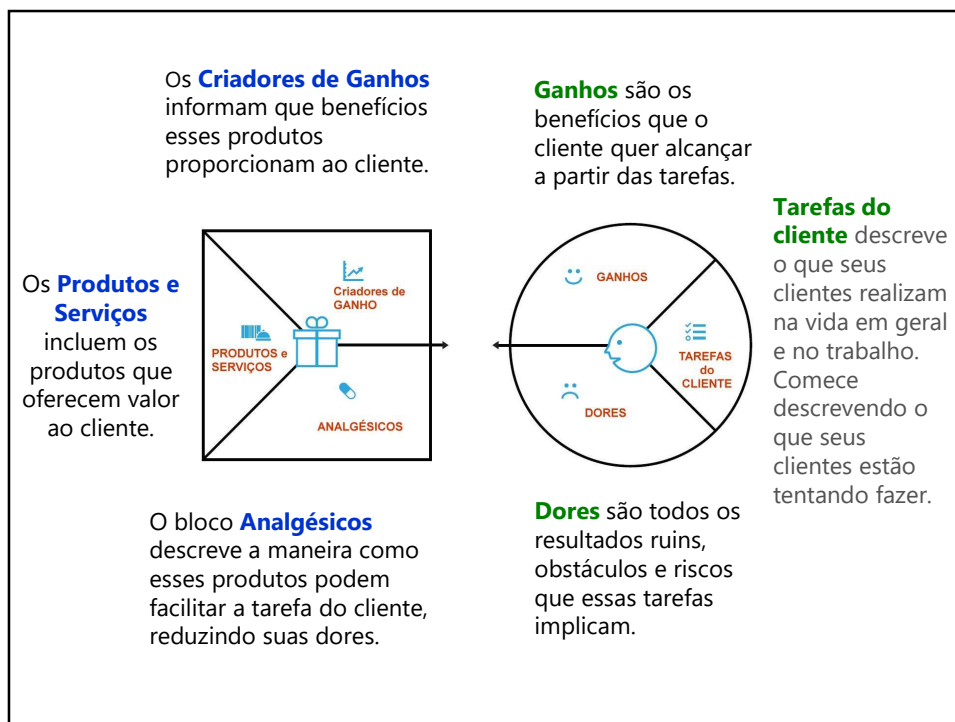 Os Criadores de Ganhos
informam que benefícios
esses produtos
proporcionam ao cliente.
Ganhos são os
benefícios que o
cliente quer alcançar
a partir das tarefas.
Tarefas do
cliente descreve
o que seus
clientes realizam
na vida em geral
e no trabalho.
Comece
descrevendo o
que seus
clientes estão
tentando fazer.
Os Produtos e
Serviços
incluem os
produtos que
oferecem valor
ao cliente.
Criadores de
GANHO
PRODUTOS e
SERVIÇOS
ANALGÉSICOS
GANHOS
TAREFAS
do
CLIENTE
DORES
O bloco Analgésicos
descreve a maneira como
esses produtos podem
facilitar a tarefa do cliente,
reduzindo suas dores.
Dores são todos os
resultados ruins,
obstáculos e riscos
que essas tarefas
implicam.